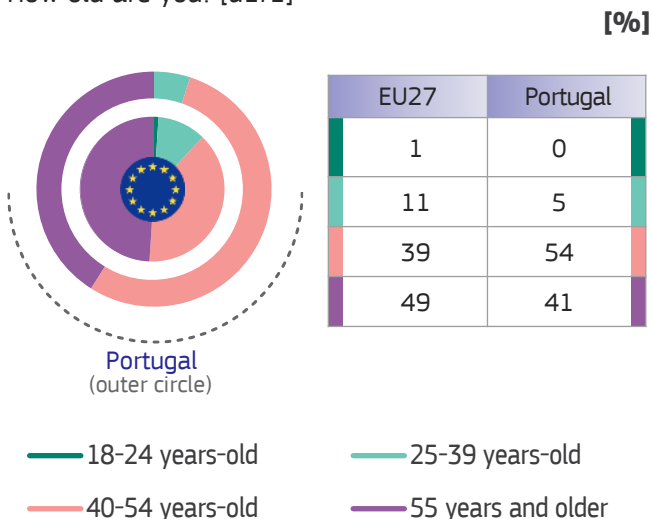 [%]
EU27 Portugal
1 0
11 5
39 54
49 41
Portugal
(outer circle)
18-24 years-old 25-39 years-old
40-54 years-old 55 years and older